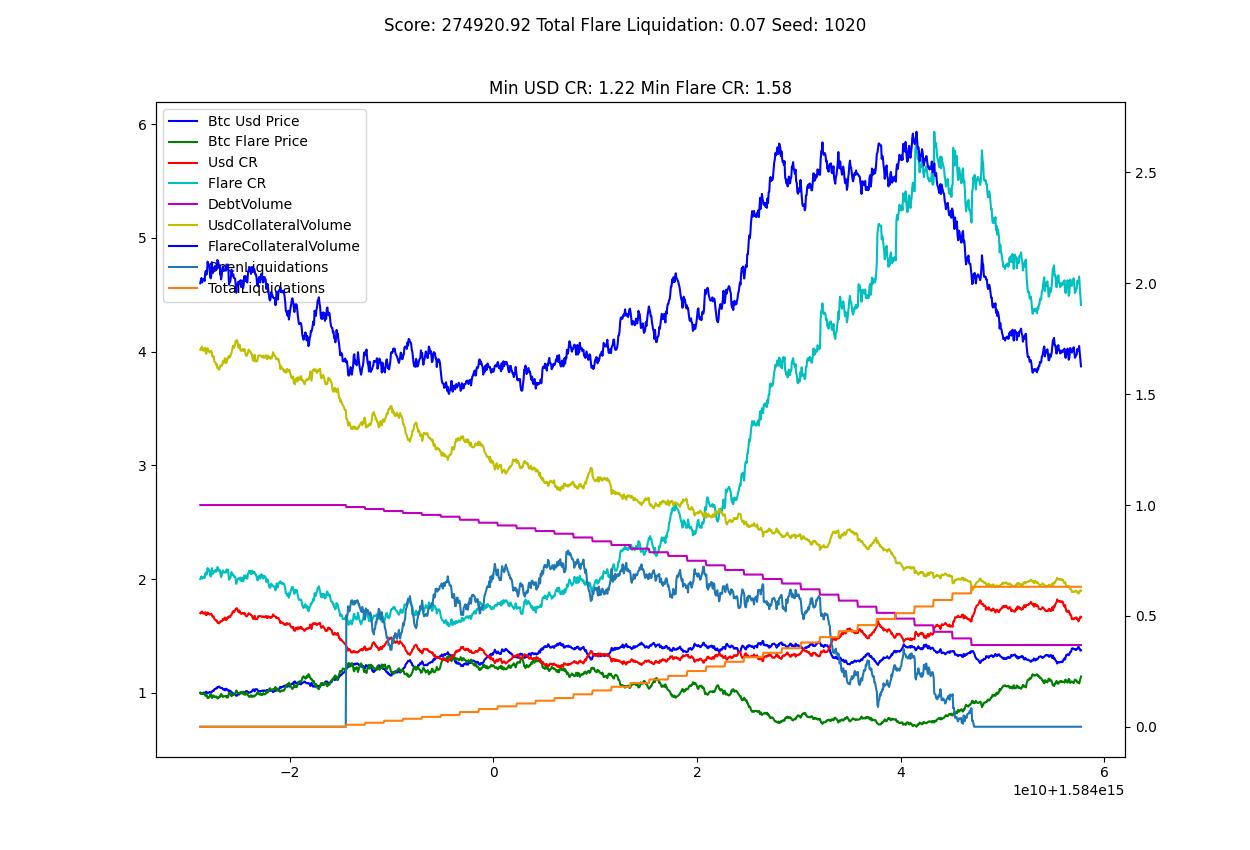 Score: 274920.92 Total Flare Liquidation: 0.07 Seed: 1020
Min USD CR: 1.22 Min Flare CR: 1.58
Btc Usd Price
Btc Flare Price
Usd CR
Flare CR
DebtVolume
UsdCollateralVolume
FlareCollateralVolume
OpenLiquidations
TotalLiquidations
6
5
4
3
2
1
2.5
2.0
1.5
1.0
0.5
0.0
−2
0
2
4
6
1e10+1.584e15